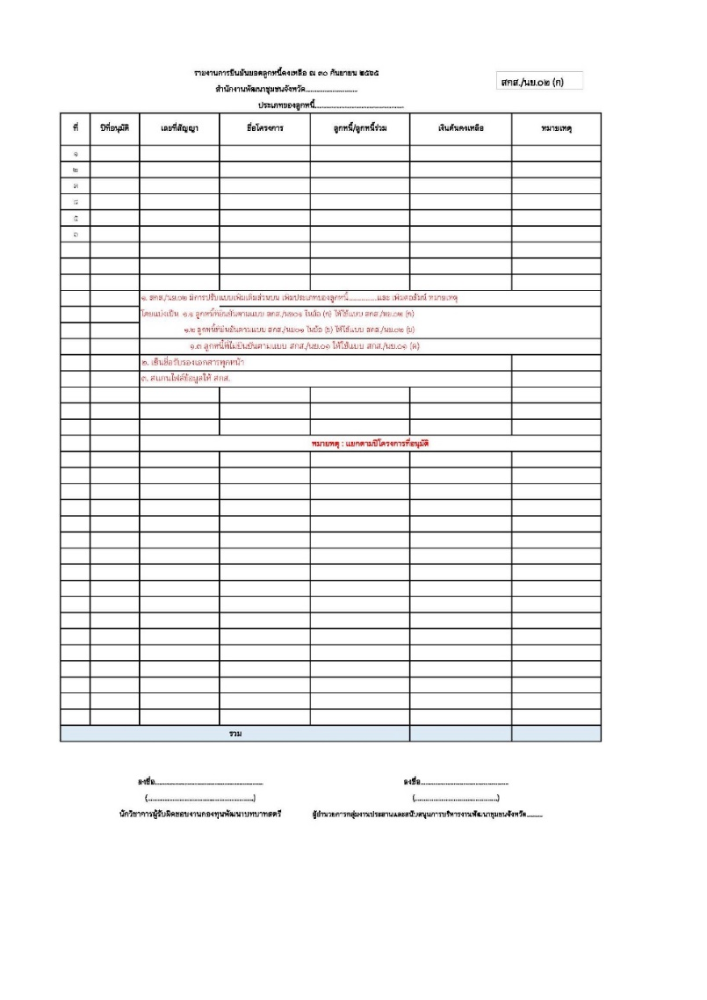 รายงานการยืนยันยอดลูกหนี้คงเหลือ ณ ๓๐ กันยายน ๒๕๖๕
สกส./นย.๐๒ (ก)
สำนักงานพัฒนาชุมชนจังหวัด..............................
ประเภทของลูกหนี้..............................................
ที่ ปีที่อนุมัติ เลขที่สัญญา ชื่อโครงการ ลูกหนี้/ลูกหนี้ร่วม เงินต้นคงเหลือ หมายเหตุ
๑
๒
๓
๔
๕
๖
๑. สกส./นย.๐๒ มีการปรับแบบเพิ่มเติมส่วนบน เพิ่มประเภทของลูกหนี้...............และ เพิ่มคอลัมน์ หมายเหตุ
โดยแบ่งเป็น ๑.๑ ลูกหนี้ที่ยืนยันตามแบบ สกส./นย๐๑ ในข้อ (ก) ให้ใช้แบบ สกส./นย.๐๒ (ก)
๑.๒ ลูกหนี้ที่ยืนยันตามแบบ สกส./นย๐๑ ในข้อ (ข) ให้ใช้แบบ สกส./นย.๐๒ (ข)
๑.๓ ลูกหนี้ที่ไม่ยืนยันตามแบบ สกส./นย.๐๑ ให้ใช้แบบ สกส./นย.๐๑ (ค)
๒. เซ็นชื่อรับรองเอกสารทุกหน้า
๓. สแกนไฟล์ข้อมูลให้ สกส.
หมายหตุ : แยกตามปีโครงการที่อนุมัติ
รวม
ลงชื่อ.......................................................... ลงชื่อ................................................
(.........................................................) (.............................................)
นักวิชาการผู้รับผิดชอบงานกองทุนพัฒนาบทบาทสตรี ผู้อำนวยการกลุ่มงานประสานและสนับสนุนการบริหารงานพัฒนาชุมชนจังหวัด.........